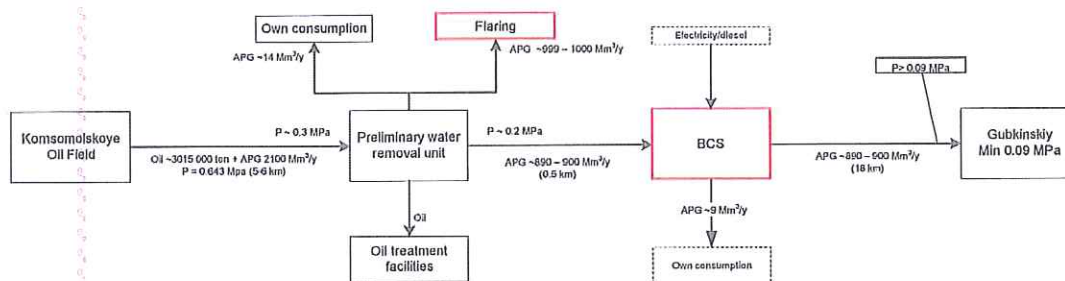 Own consumption
Flaring
Electricity/diesel
APG ~14 Mm³/y
APG ~999 – 1000 Mm³/y
P> 0.09 MPa
Komsomolskoye
Oil Field
P ~ 0.3 MPa
Oil ~3015 000 ton + APG 2100 Mm³/y
P = 0.643 Mpa (5-6 km)
Preliminary water
removal unit
P ~ 0.2 MPa
APG ~890 – 900 Mm³/y
(0.5 km)
BCS
APG ~890 – 900 Mm³/y
(18 km)
Gubkinskiy
Min 0.09 MPa
Oil
APG ~9 Mm³/y
Oil treatment
facilities
Own consumption